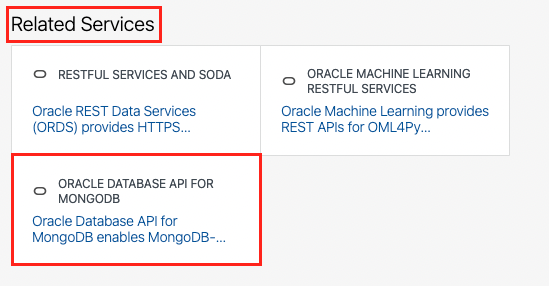 Related Services
RESTFUL SERVICES AND SODA
Oracle REST Data Services
(ORDS) provides HTTPS...
ORACLE MACHINE LEARNING
RESTFUL SERVICES
Oracle Machine Learning provides
REST APIs for OML4Py...
ORACLE DATABASE API FOR
MONGODB
Oracle Database API for
MongoDB enables MongoDB-...